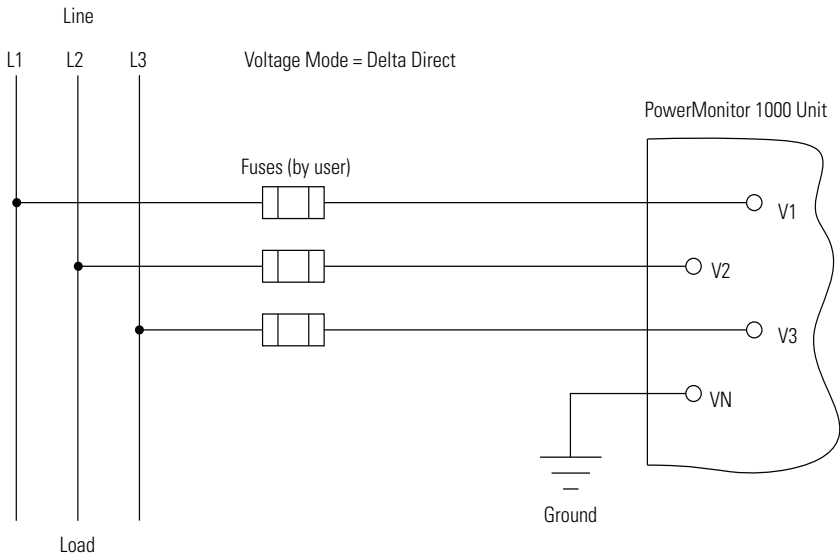 Line
L1 L2 L3 Voltage Mode = Delta Direct
PowerMonitor 1000 Unit
Fuses (by user)
V1
V2
V3
VN
Ground
Load